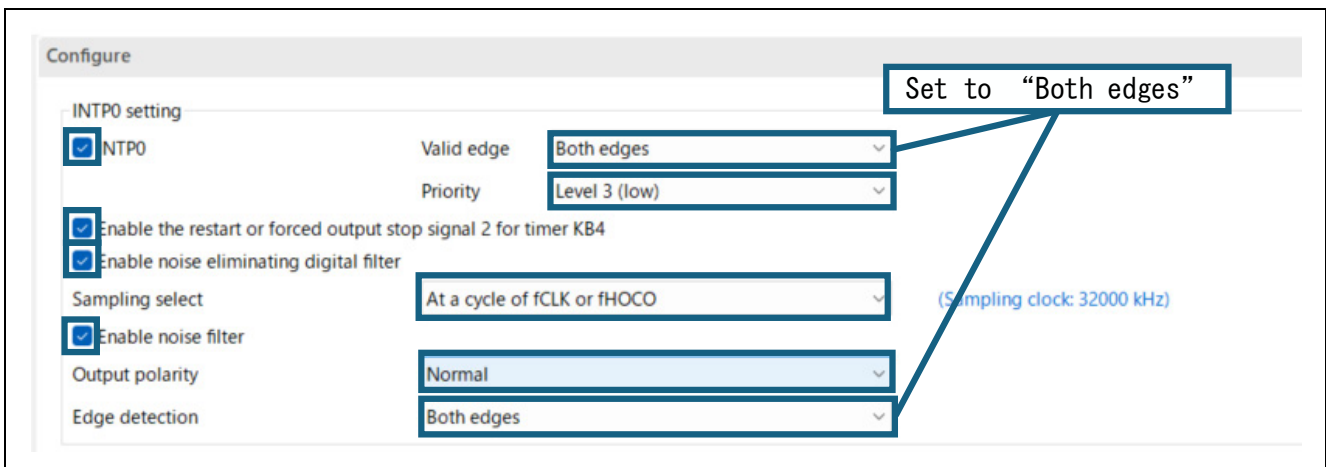 Configure
Set to “Both edges”
INTP0 setting
NTP0
Valid edge
Both edges
Priority
Level 3 (low)
Enable the restart or forced output stop signal 2 for timer KB4
Enable noise eliminating digital filter
Sampling select
At a cycle of fCLK or fHOCO
(Sampling clock: 32000 kHz)
Enable noise filter
Output polarity
Normal
Edge detection
Both edges